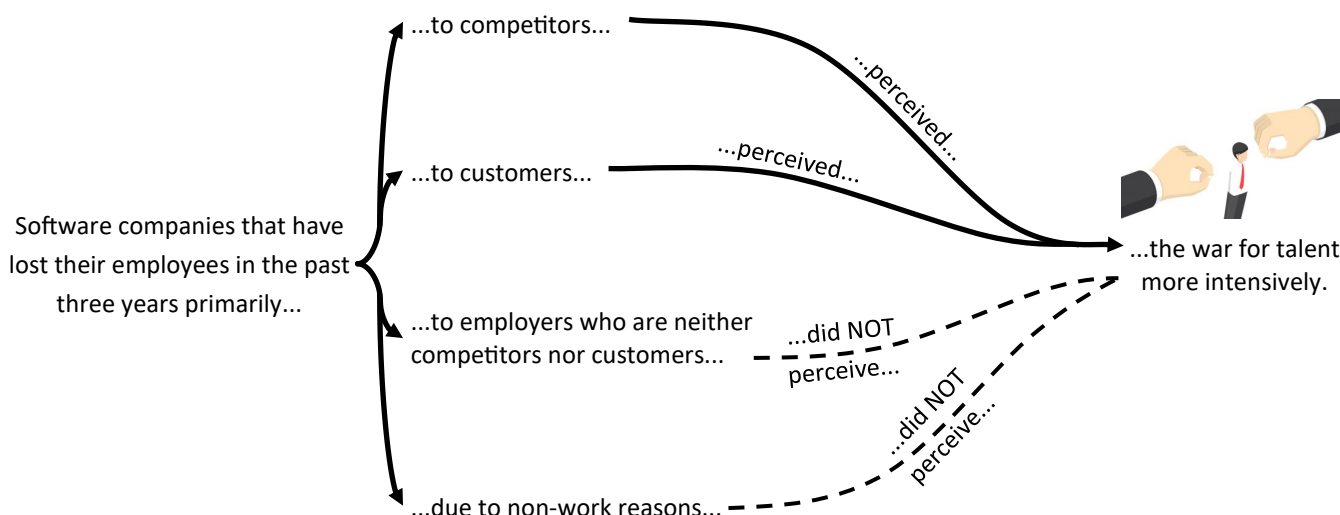 ...to competitors...
...perceived...
...to customers...
...perceived...
Software companies that have
lost their employees in the past
three years primarily...
...the war for talent
more intensively.
...to employers who are neither
competitors nor customers...
...did NOT
perceive...
...did NOT
perceive...
...due to non-work reasons...